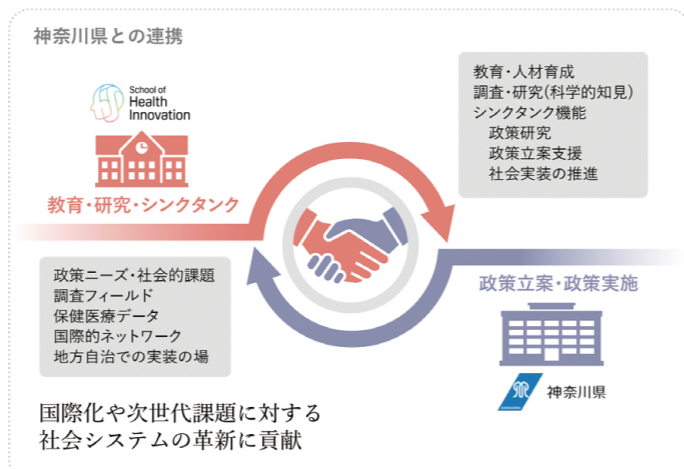 神奈川県との連携
School of
Health
Innovation
教育・研究・シンクタンク
教育・人材育成
調査・研究(科学的知見)
シンクタンク機能
政策研究
政策立案支援
社会実装の推進
政策ニーズ・社会的課題
調査フィールド
保健医療データ
国際的ネットワーク
地方自治での実装の場
政策立案・政策実施
神奈川県
国際化や次世代課題に対する
社会システムの革新に貢献